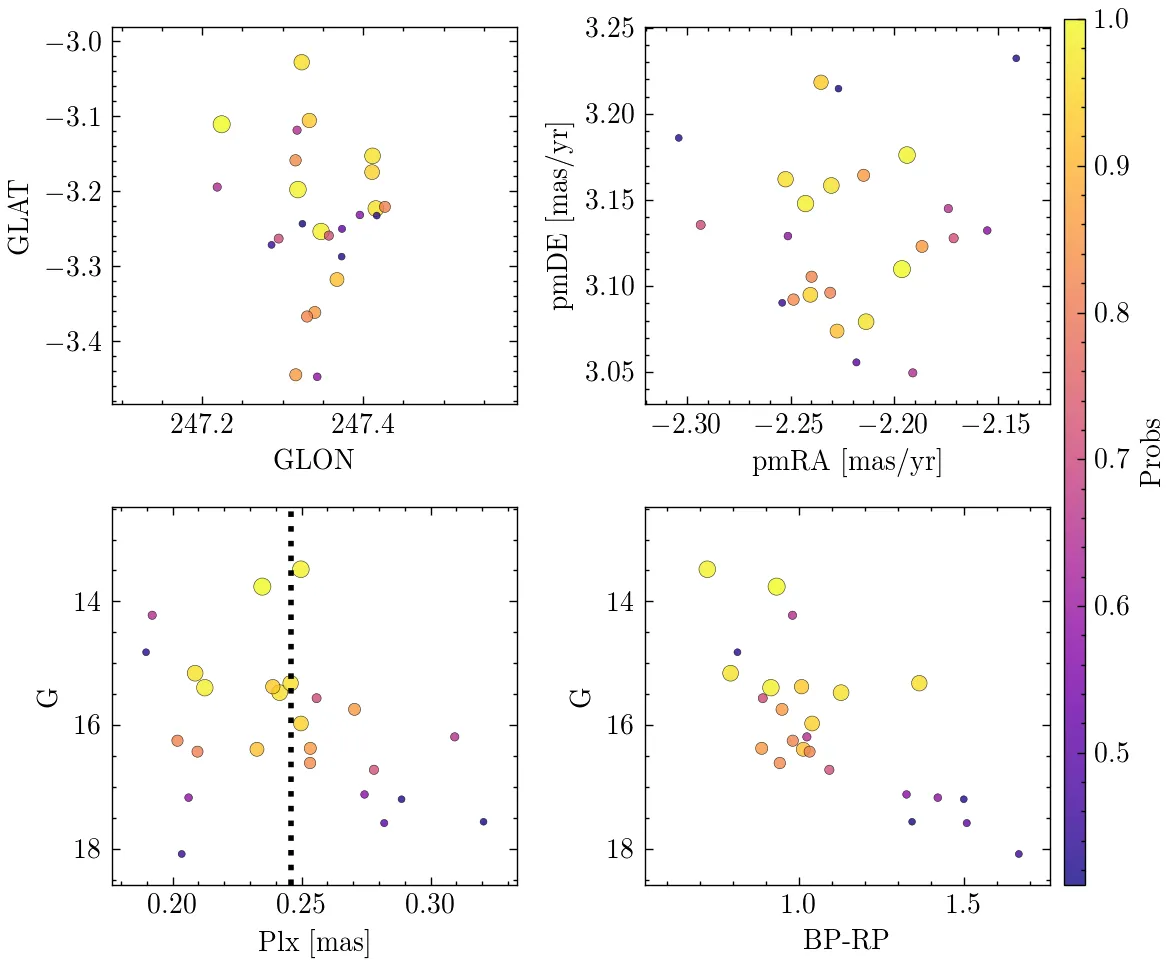 −3.0
−3.1
−3.2
−3.3
−3.4
GLAT
247.2 247.4
GLON
3.25
3.20
3.15
3.10
3.05
pmDE [mas/yr]
−2.30 −2.25 −2.20 −2.15
pmRA [mas/yr]
14
16
18
G
0.20 0.25 0.30
Plx [mas]
14
16
18
G
1.0 1.5
BP-RP
1.0
0.9
0.8
0.7
0.6
0.5
Probs